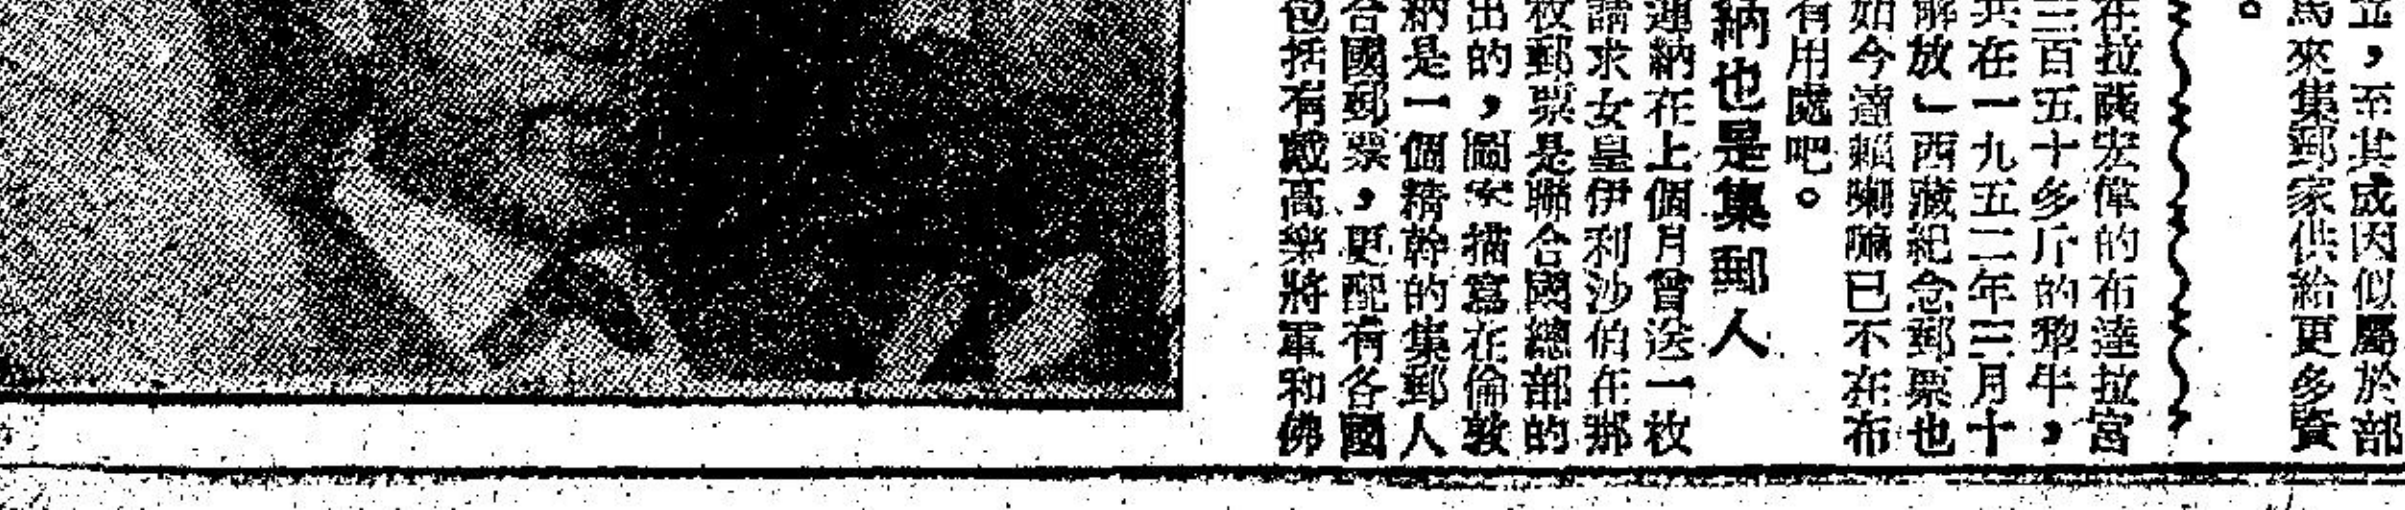 立，至其成因似屬於部
馬來集郵家供給更多資
。
在拉薩宏偉的布達拉宮
三百五十多斤的犂牛，
共在一九五二年三月十
解放」西藏紀念郵票也
如今達賴喇嘛已不在布
有用處吧。
納也是集郵人
連納在上個月曾送一枚
請求女皇伊利沙伯在那
枚郵票是聯合國總部的
出的，圖案描寫在倫敦
納是一個精幹的集郵人
合國郵票，更配有各國
包括有戴高樂將軍和佛